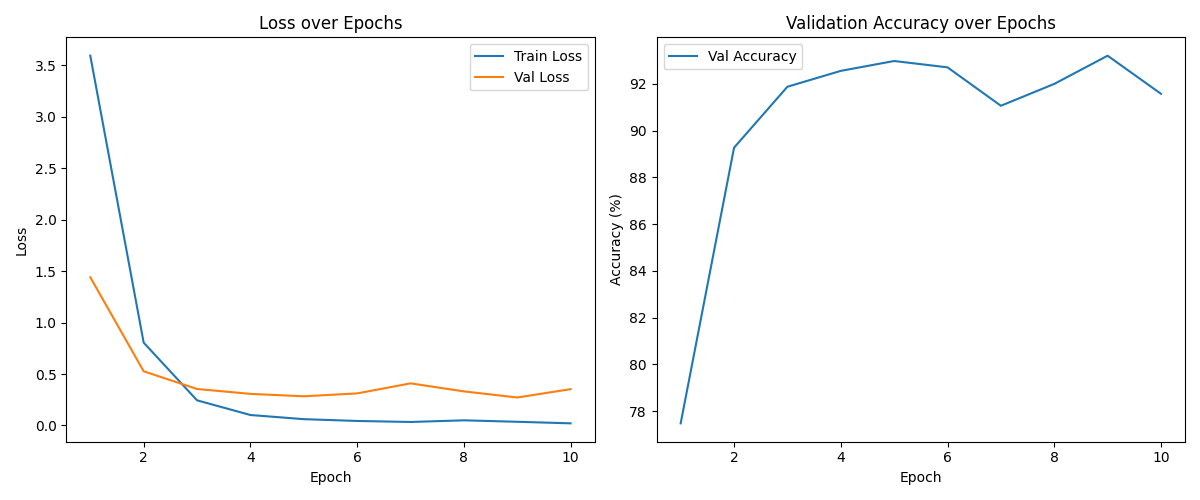 Loss over Epochs
Train Loss
Val Loss
3.5
3.0
2.5
2.0
1.5
1.0
0.5
0.0
Loss
2 4 6 8 10
Epoch
Validation Accuracy over Epochs
Val Accuracy
92
90
88
86
84
82
80
78
Accuracy (%)
2 4 6 8 10
Epoch